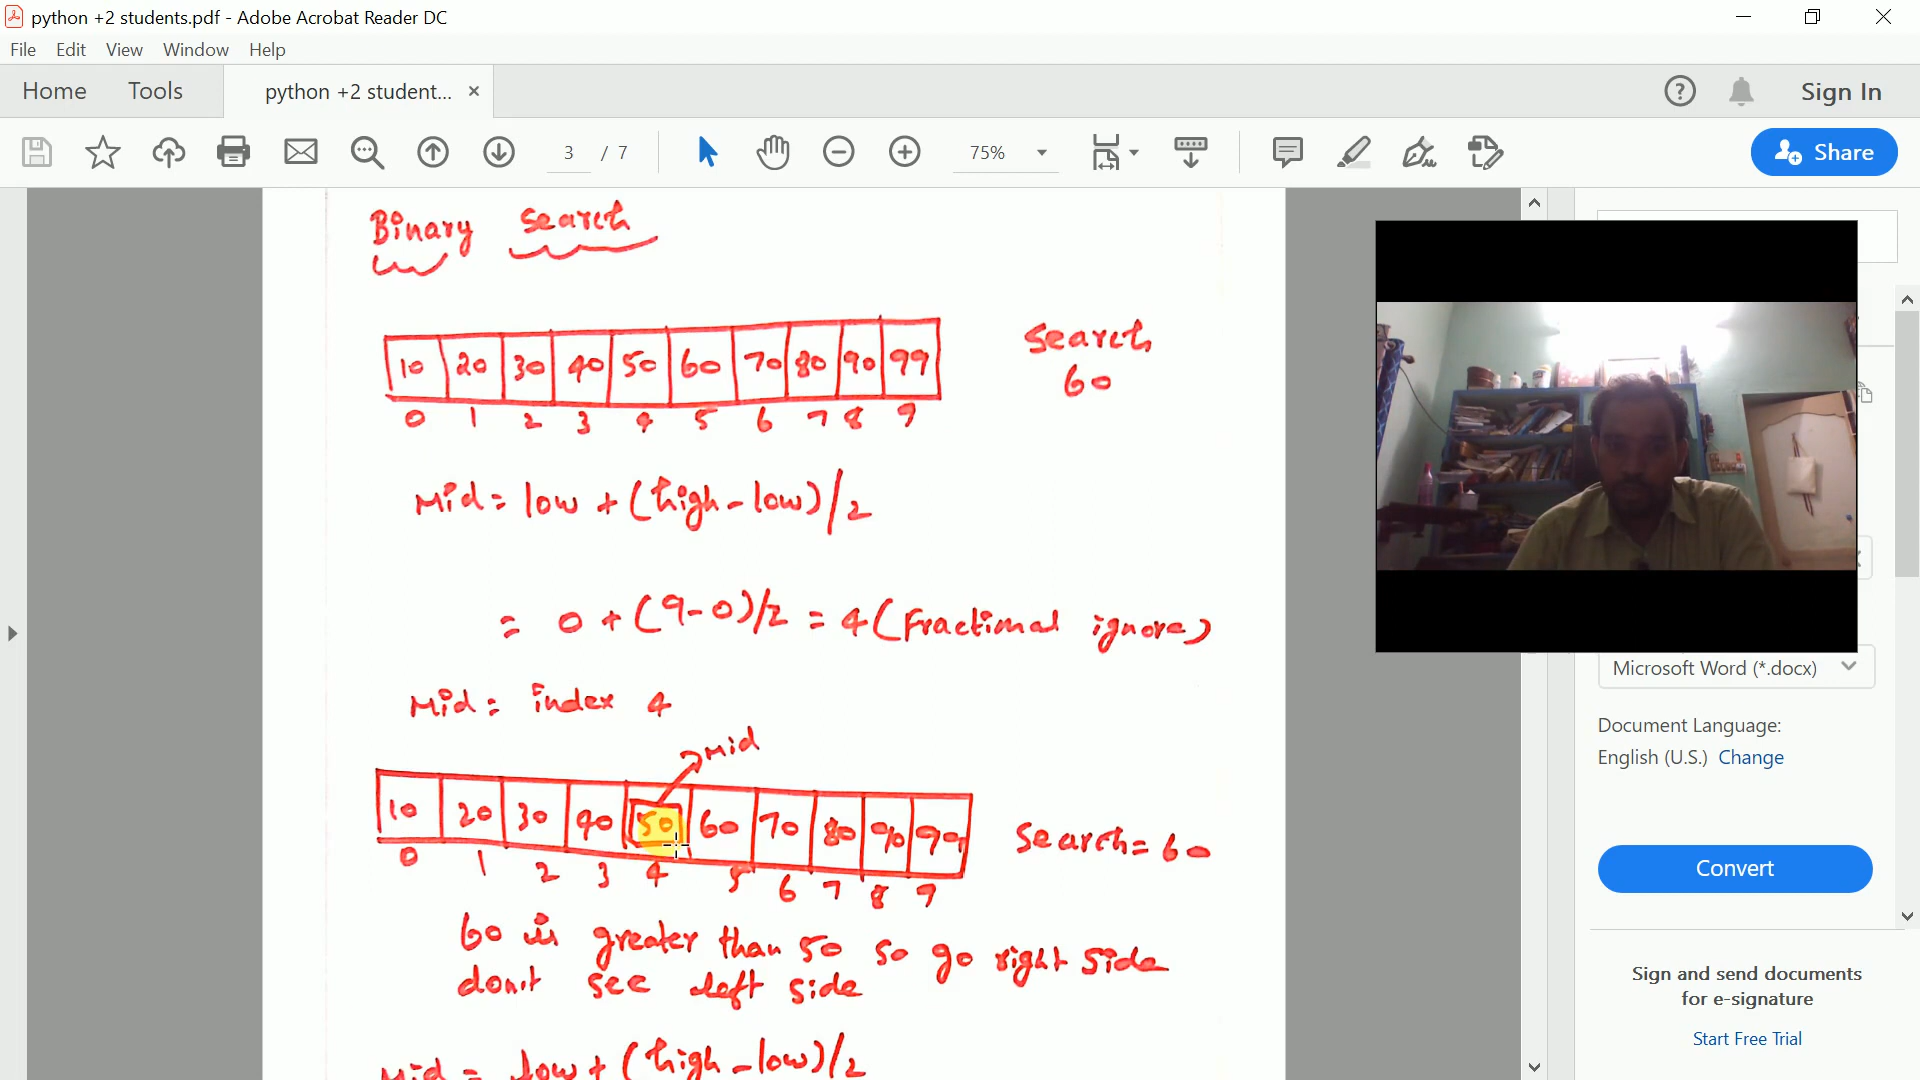 python +2 students.pdf - Adobe Acrobat Reader DC
File Edit View Window Help
Home Tools python +2 student... × Sign In
3 / 7 75% Share
Binary Search
10 20 30 40 50 60 70 80 90 99
0 1 2 3 4 5 6 7 8 9
Search
60
Mid = low + (high - low)/2
= 0 + (9-0)/2 = 4 (Fractional ignore)
Mid = index 4
Mid
10 20 30 40 50 60 70 80 90 99
0 1 2 3 4 5 6 7 8 9
Search = 60
60 is greater than 50 so go right side
don't see left side
Mid = low + (high - low)/2
Microsoft Word (*.docx)
Document Language:
English (U.S.) Change
Convert
Sign and send documents
for e-signature
Start Free Trial